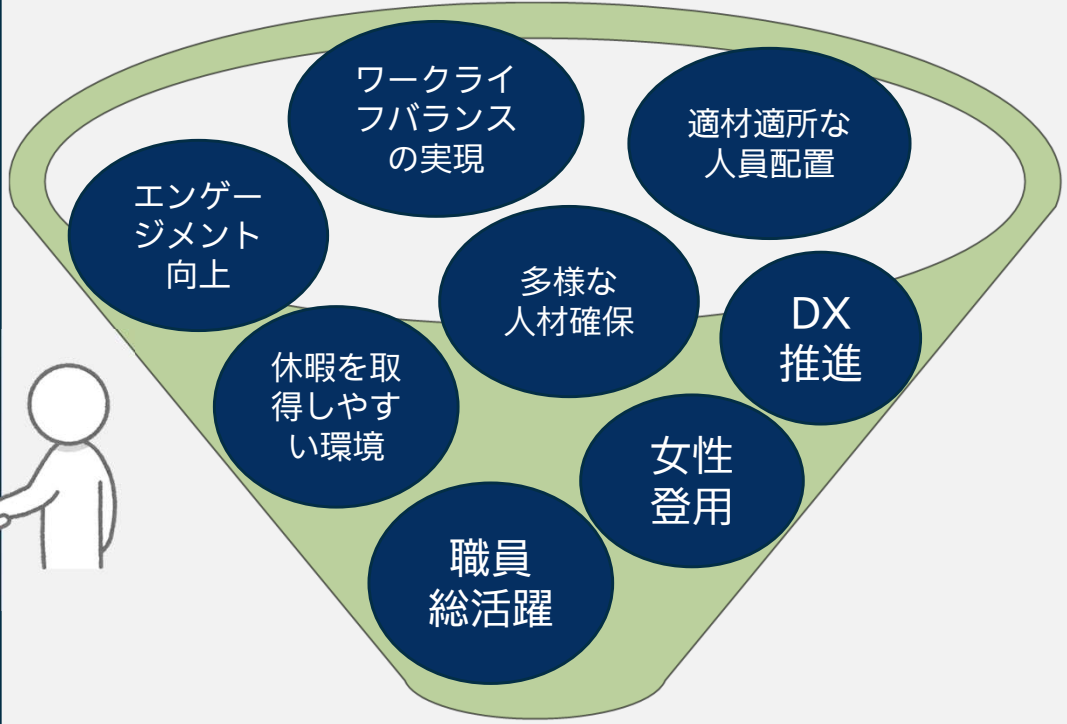 ワークライ
フバランス
の実現
適材適所な
人員配置
エンゲー
ジメント
向上
多様な
人材確保
DX
推進
休暇を取
得しやす
い環境
女性
登用
職員
総活躍